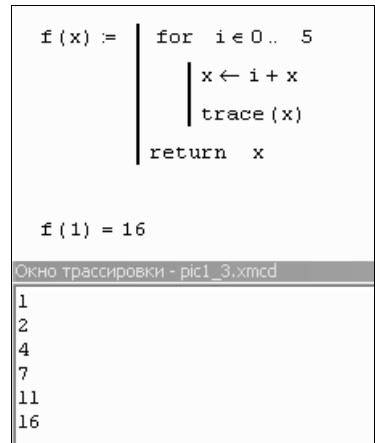 f(x) := for i∈0.. 5
x ← i + x
trace(x)
return x
f(1) = 16
Окно трассировки - pic1_3.xmcd
1
2
4
7
11
16